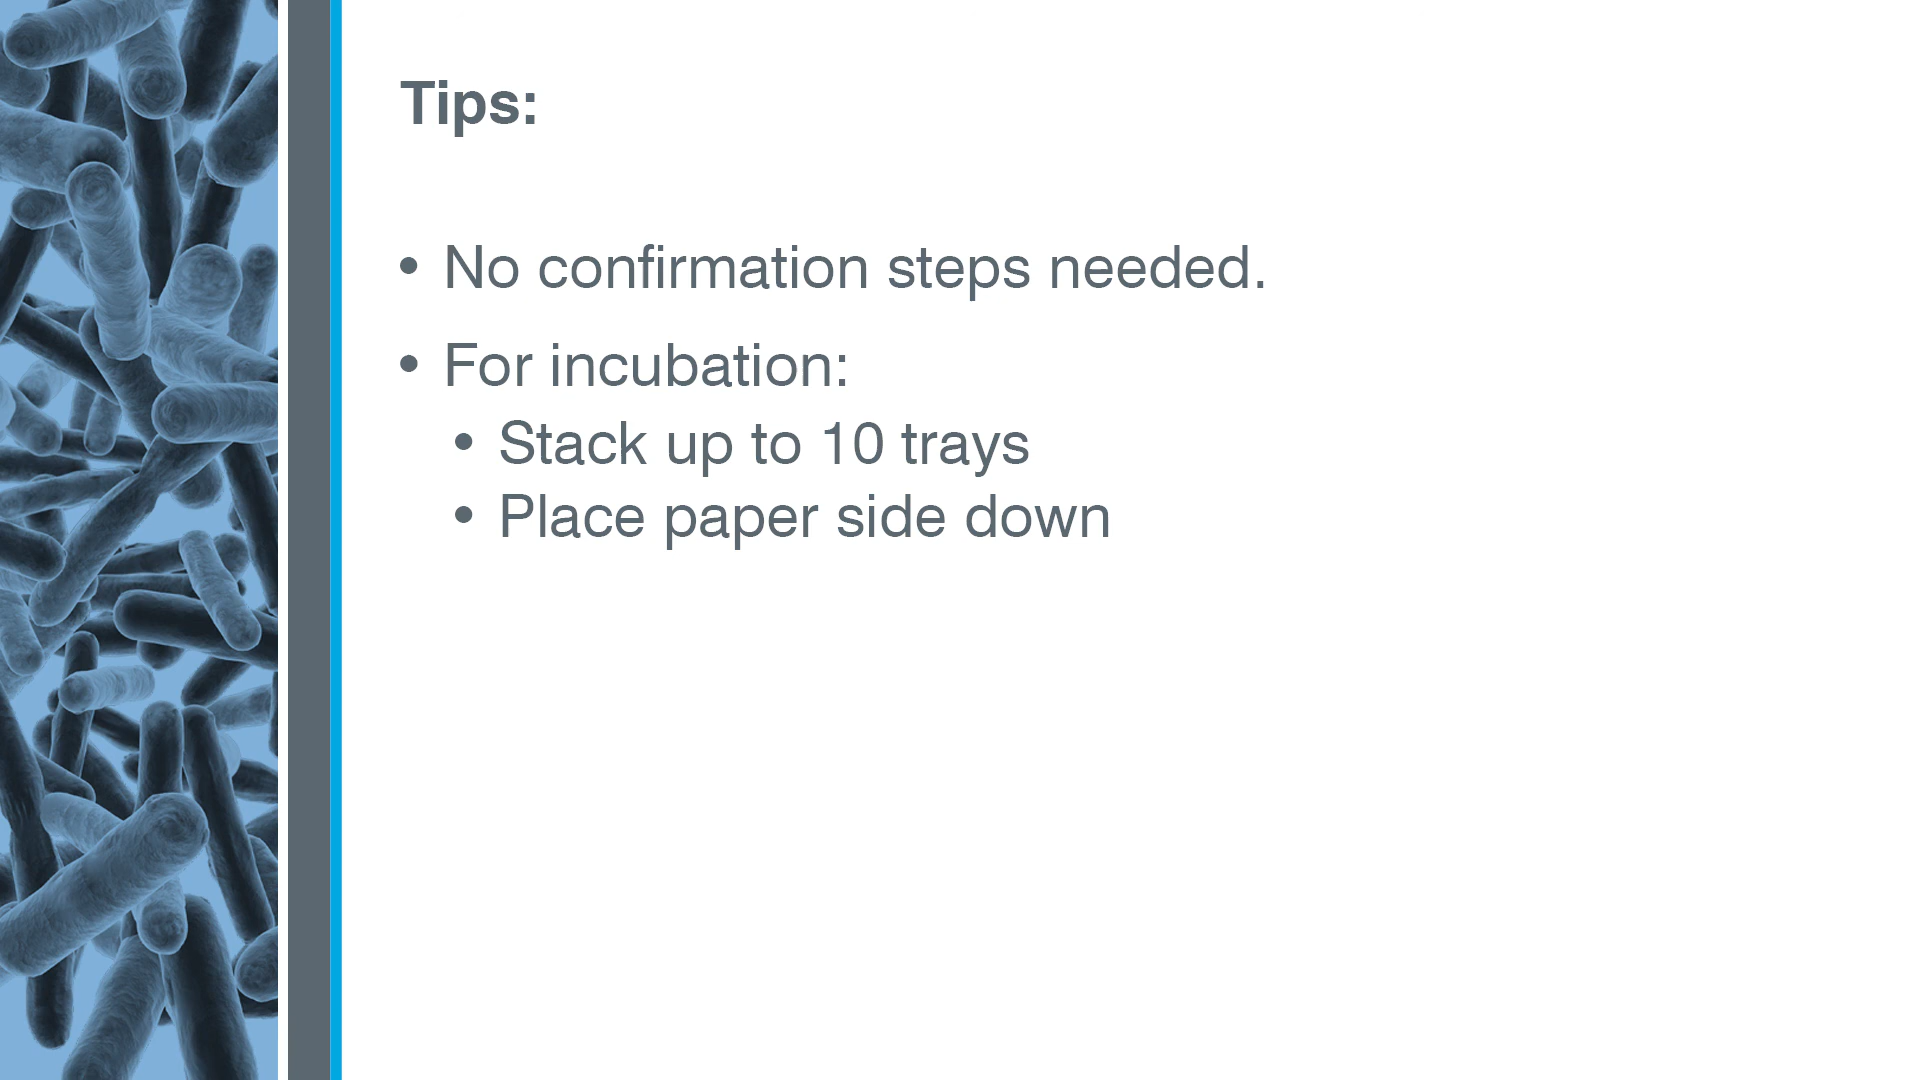 Tips:
• No confirmation steps needed.
• For incubation:
• Stack up to 10 trays
• Place paper side down